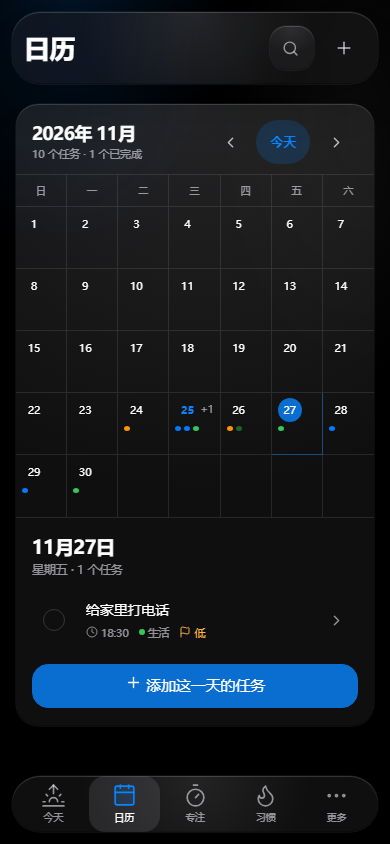 日历
2026年 11月
10 个任务 · 1 个已完成
今天
日 一 二 三 四 五 六
1 2 3 4 5 6 7
8 9 10 11 12 13 14
15 16 17 18 19 20 21
22 23 24 25 +1 26 27 28
29 30
11月27日
星期五 · 1 个任务
给家里打电话
18:30 生活 低
添加这一天的任务
今天 日历 专注 习惯 更多